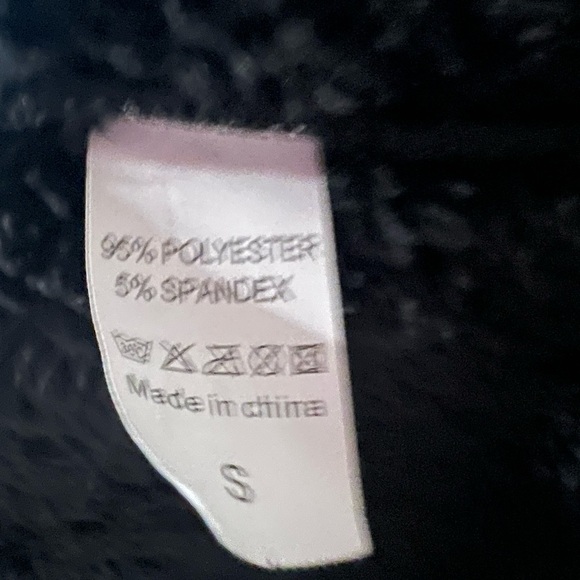 95% POLYESTER
5% SPANDEX
Made in china
S